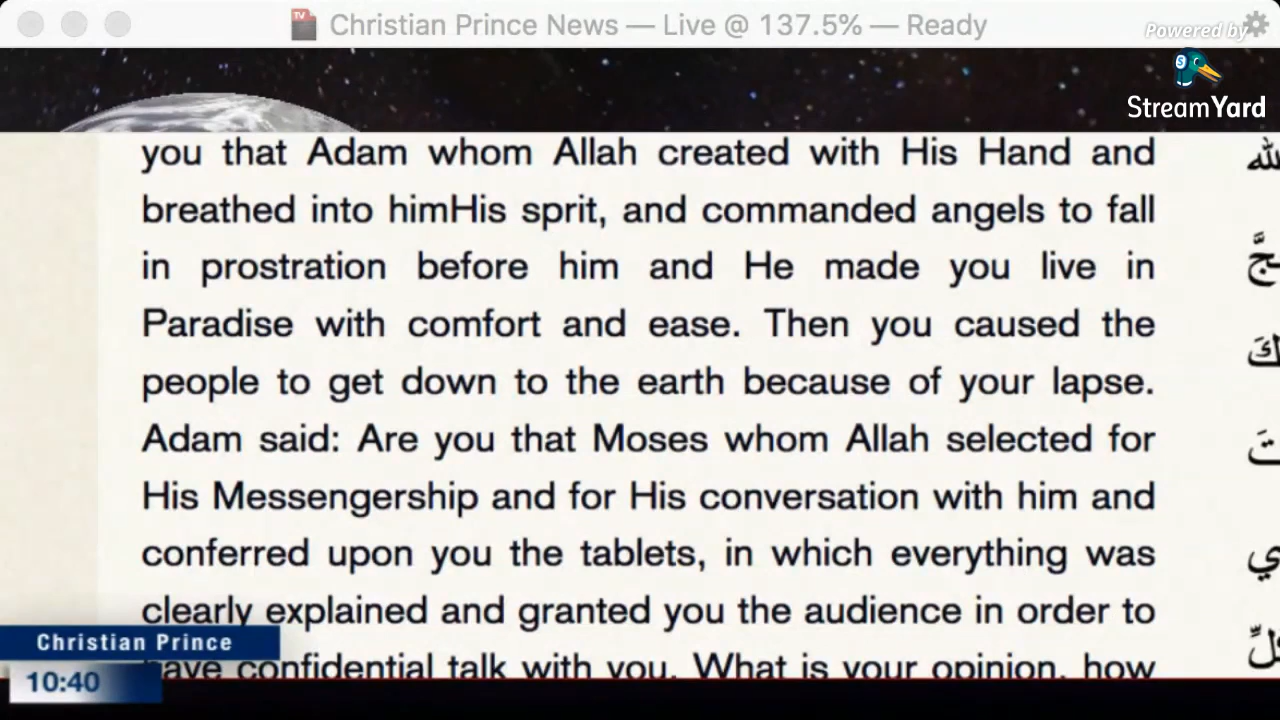 Christian Prince News — Live @ 137.5% — Ready
Powered by
StreamYard
you that Adam whom Allah created with His Hand and
breathed into himHis sprit, and commanded angels to fall
in prostration before him and He made you live in
Paradise with comfort and ease. Then you caused the
people to get down to the earth because of your lapse.
Adam said: Are you that Moses whom Allah selected for
His Messengership and for His conversation with him and
conferred upon you the tablets, in which everything was
clearly explained and granted you the audience in order to
have confidential talk with you. What is your opinion, how
Christian Prince
10:40